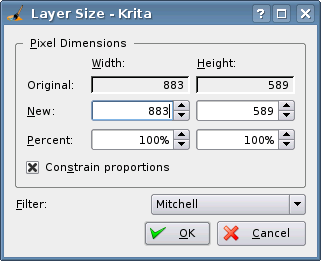 Layer Size - Krita
Pixel Dimensions
Width: Height:
Original: 883 589
New: 883 589
Percent: 100% 100%
Constrain proportions
Filter: Mitchell
OK Cancel